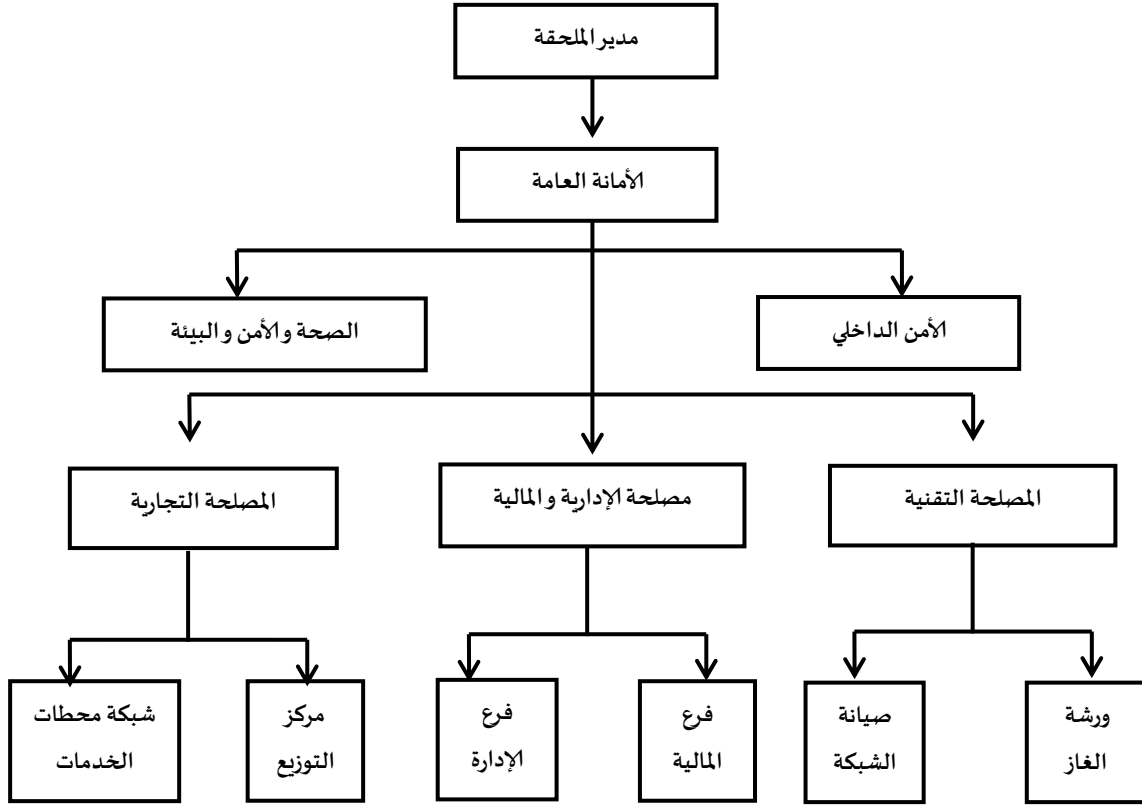 مدير الملحقة
الأمانة العامة
الأمن الداخلي
الصحة والأمن والبيئة
المصلحة التقنية
مصلحة الإدارية والمالية
المصلحة التجارية
ورشة
الغاز
صيانة
الشبكة
فرع
المالية
فرع
الإدارة
مركز
التوزيع
شبكة محطات
الخدمات